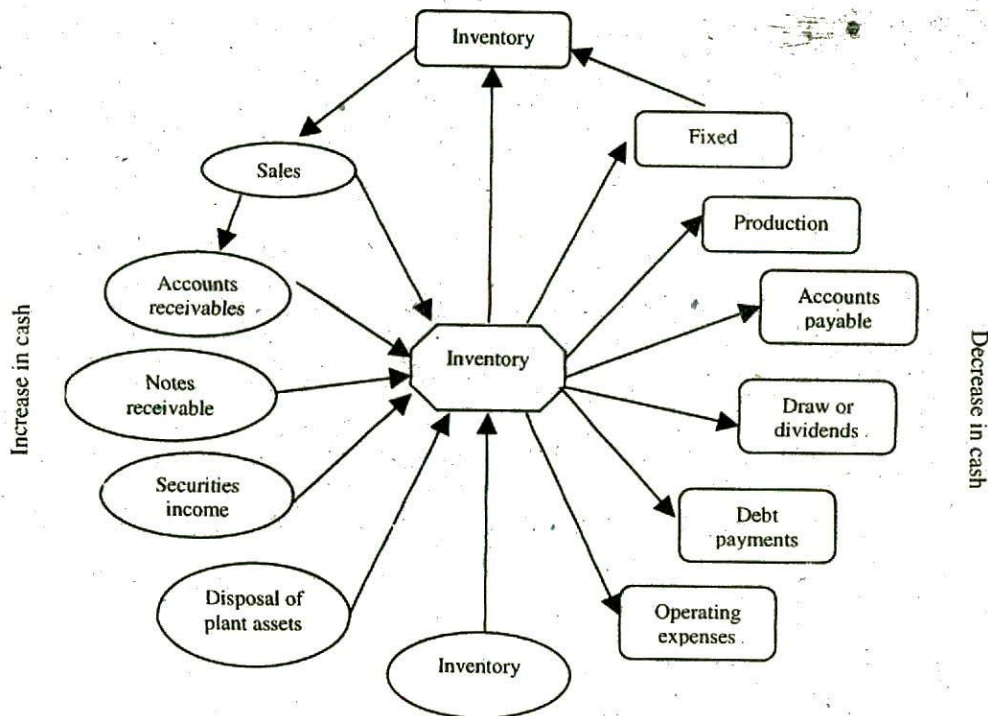 Inventory
Fixed
Sales
Production
Accounts
receivables
Accounts
payable
Inventory
Increase in cash
Decrease in cash
Notes
receivable
Draw or
dividends
Securities
income
Debt
payments
Disposal of
plant assets
Operating
expenses
Inventory